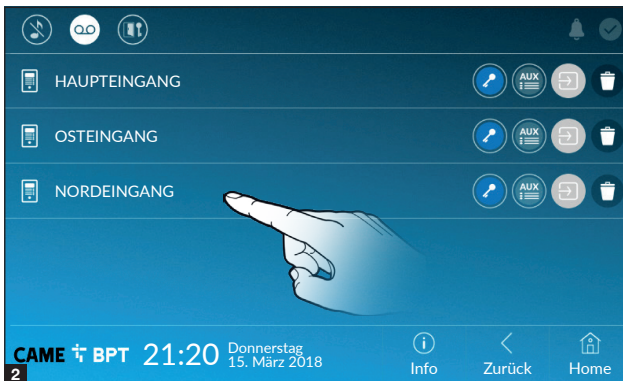 HAUPTEINGANG AUX
OSTEINGANG AUX
NORDEINGANG AUX
CAME BPT 21:20 Donnerstag
15. März 2018
Info Zurück Home
2